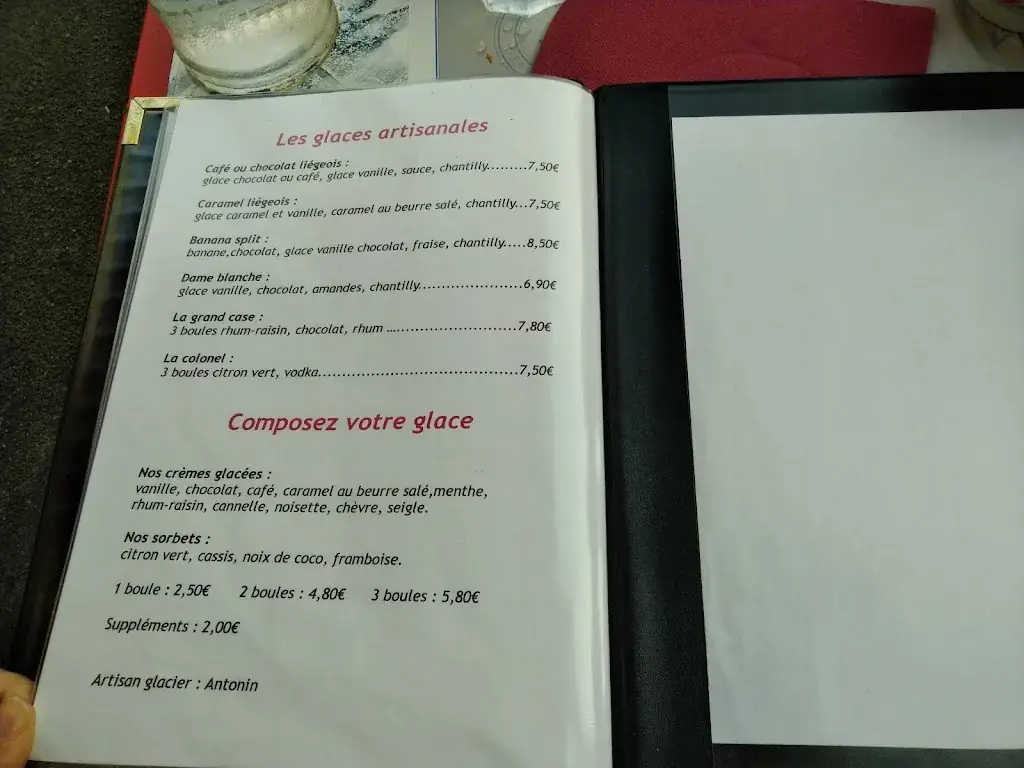 Les glaces artisanales
Café ou chocolat liégeois :
glace chocolat ou café, glace vanille, sauce, chantilly.........7,50€
Caramel liégeois :
glace caramel et vanille, caramel au beurre salé, chantilly...7,50€
Banana split :
banane,chocolat, glace vanille chocolat, fraise, chantilly.....8,50€
Dame blanche :
glace vanille, chocolat, amandes, chantilly.......................6,90€
La grand case :
3 boules rhum-raisin, chocolat, rhum .............................7,80€
La colonel :
3 boules citron vert, vodka...........................................7,50€
Composez votre glace
Nos crèmes glacées :
vanille, chocolat, café, caramel au beurre salé,menthe,
rhum-raisin, cannelle, noisette, chèvre, seigle.
Nos sorbets :
citron vert, cassis, noix de coco, framboise.
1 boule : 2,50€ 2 boules : 4,80€ 3 boules : 5,80€
Suppléments : 2,00€
Artisan glacier : Antonin